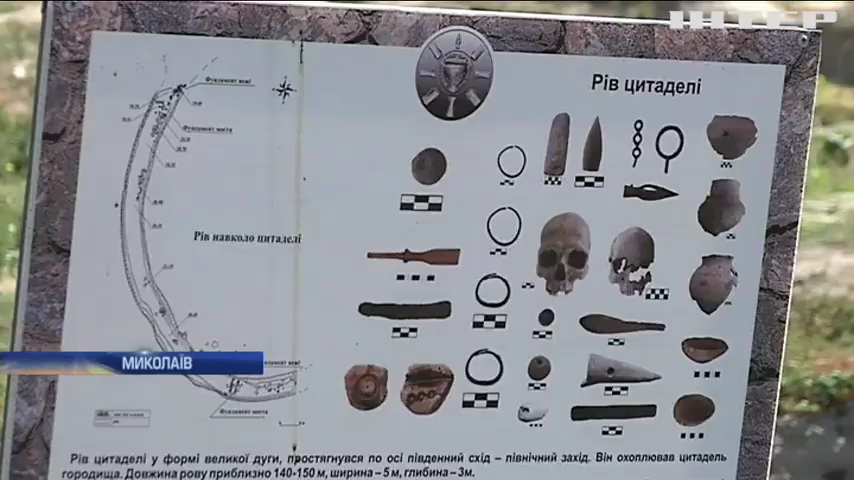 ІНТЕР
Рів цитаделі
Фундамент вежі
Фундамент моста
Рів навколо цитаделі
МИКОЛАЇВ
Фундамент вежі
Фундамент моста
Рів цитаделі у формі великої дуги, простягнувся по осі південний схід – північний захід. Він охоплював цитадель
городища. Довжина рову приблизно 140-150 м, ширина – 5 м, глибина – 3м.